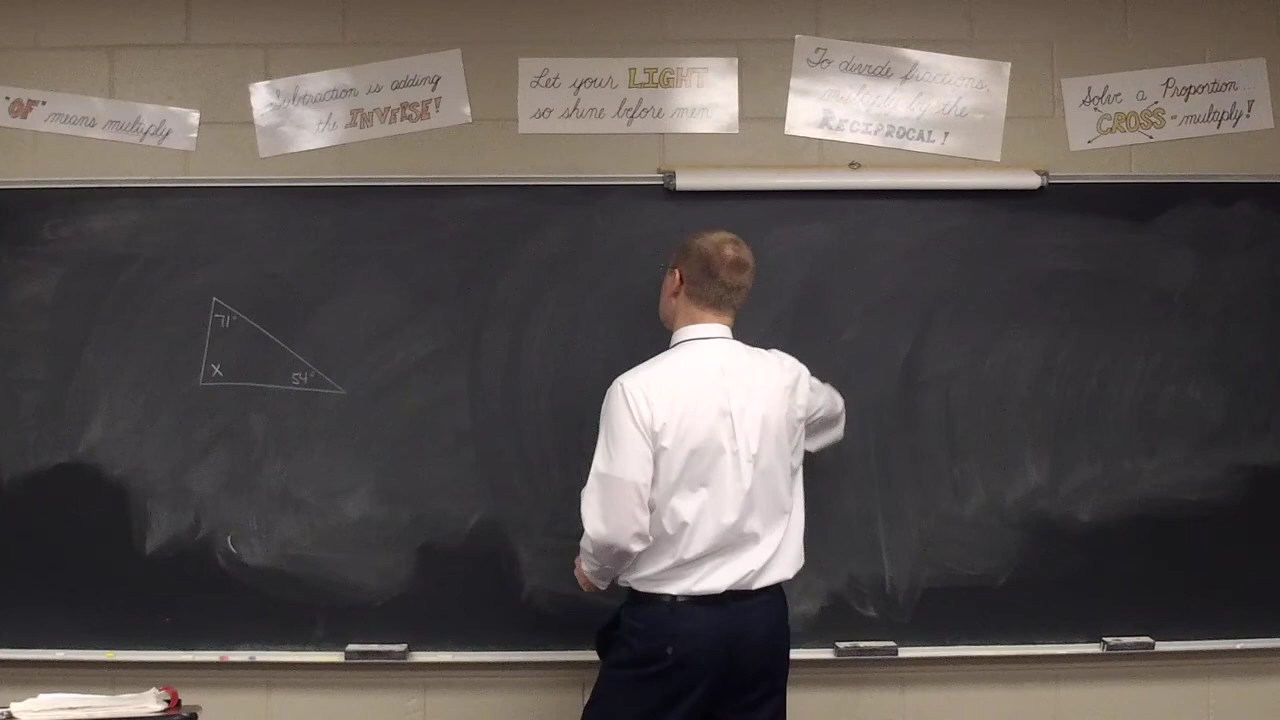 "OF" means multiply
Subtraction is adding
the INVERSE!
Let your LIGHT
so shine before men
To divide fractions,
multiply by the
RECIPROCAL!
Solve a Proportion...
CROSS-multiply!
71°
x
54°